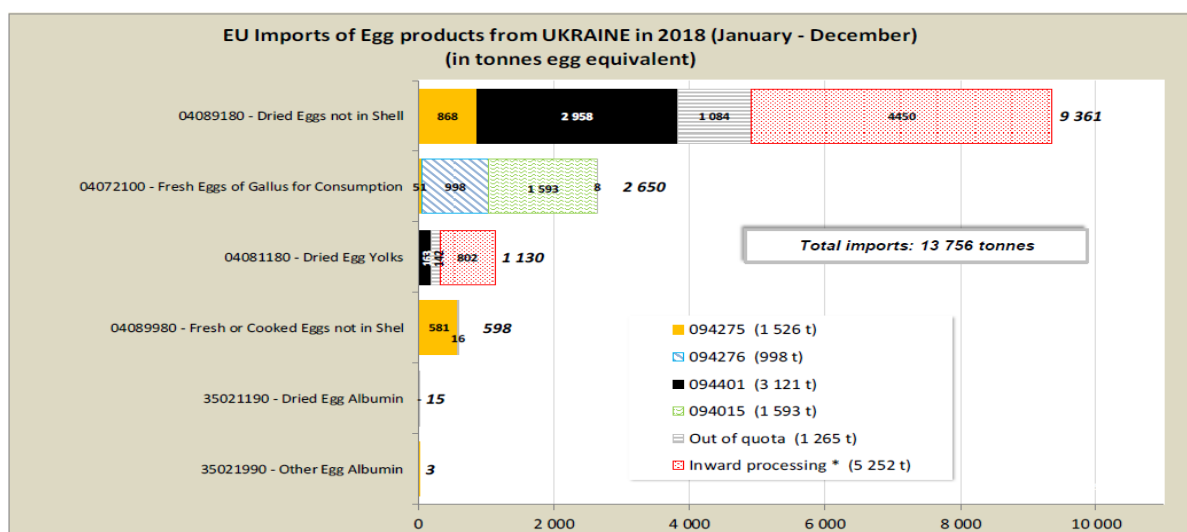 EU Imports of Egg products from UKRAINE in 2018 (January - December)
(in tonnes egg equivalent)
04089180 - Dried Eggs not in Shell
868
2 958
1 084
4450
9 361
04072100 - Fresh Eggs of Gallus for Consumption
51
998
1 593
8
2 650
Total imports: 13 756 tonnes
04081180 - Dried Egg Yolks
163
142
802
1 130
04089980 - Fresh or Cooked Eggs not in Shel
581
16
598
094275 (1 526 t)
094276 (998 t)
094401 (3 121 t)
094015 (1 593 t)
Out of quota (1 265 t)
Inward processing * (5 252 t)
35021190 - Dried Egg Albumin
- 15
35021990 - Other Egg Albumin
3
0
2 000
4 000
6 000
8 000
10 000